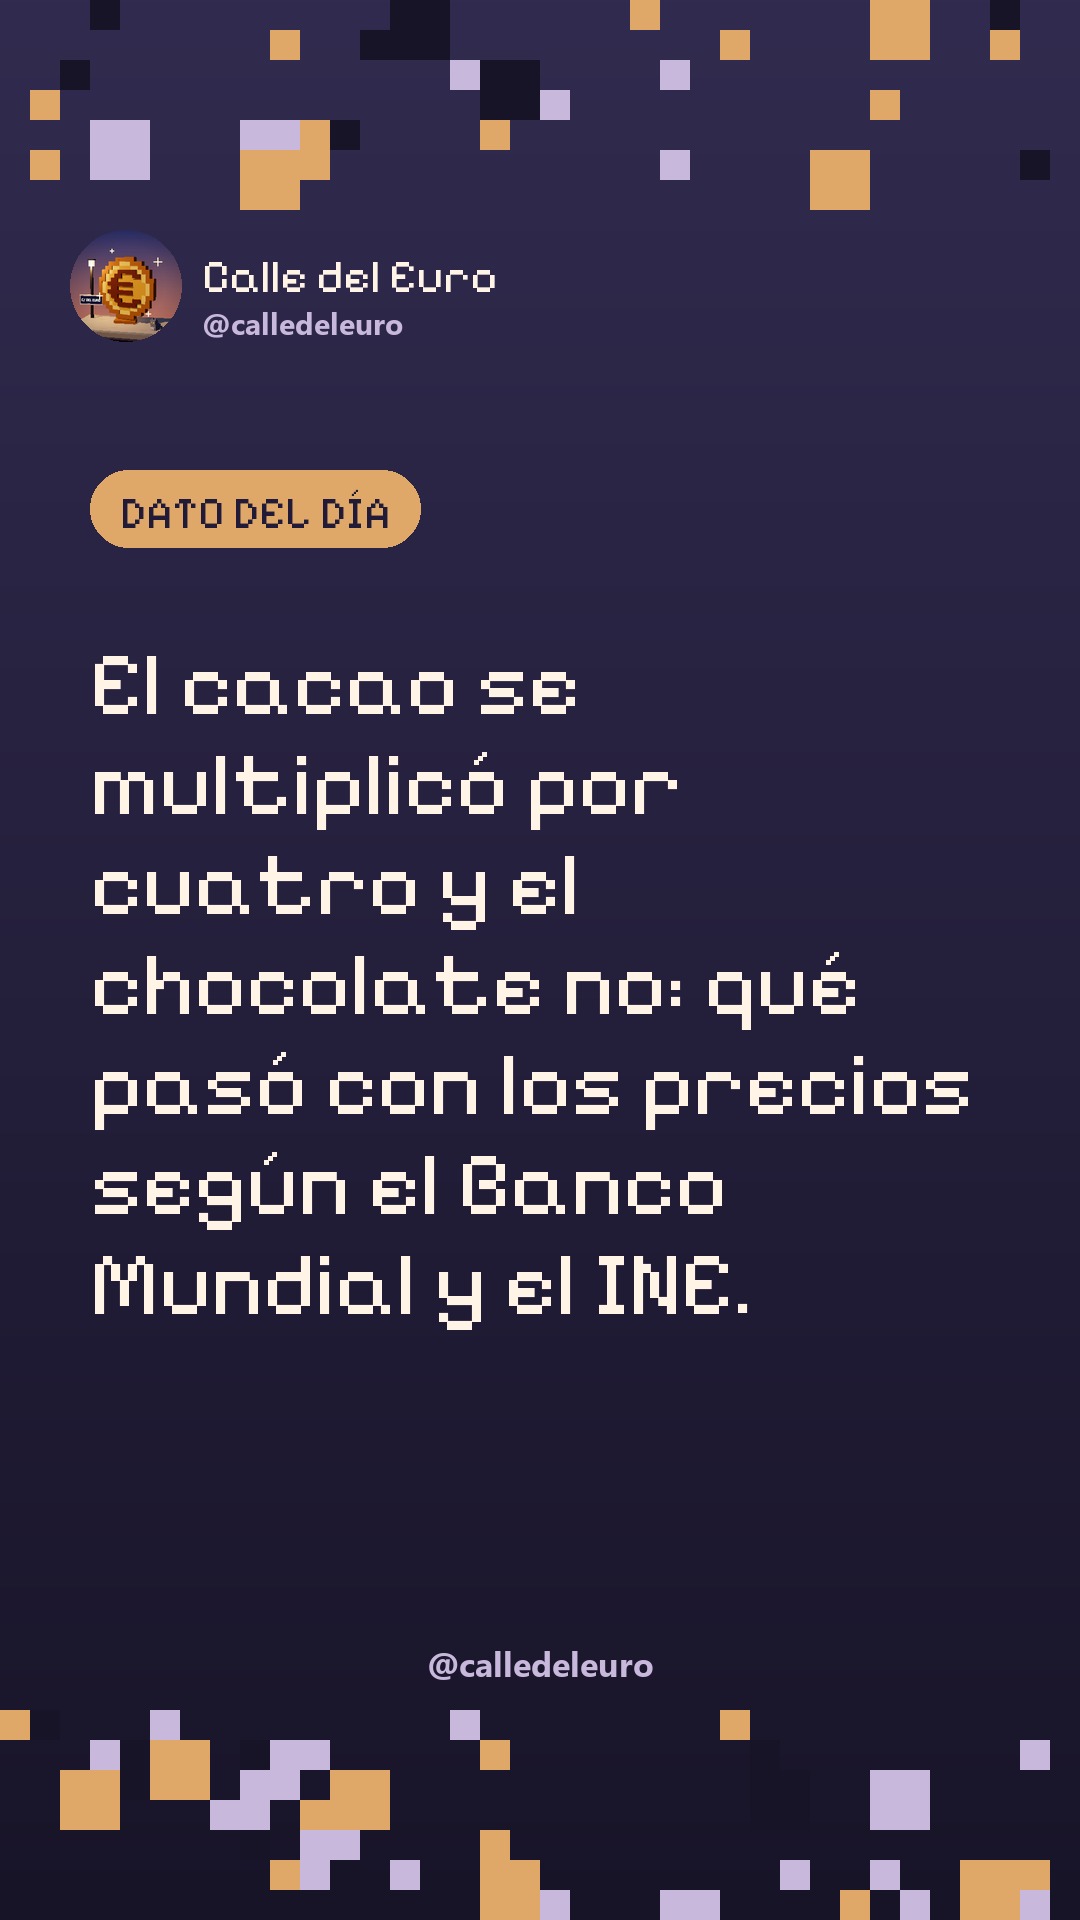 Calle del Euro
@calledeleuro
DATO DEL DÍA
El cacao se
multiplicó por
cuatro y el
chocolate no: qué
pasó con los precios
según el Banco
Mundial y el INE.
@calledeleuro